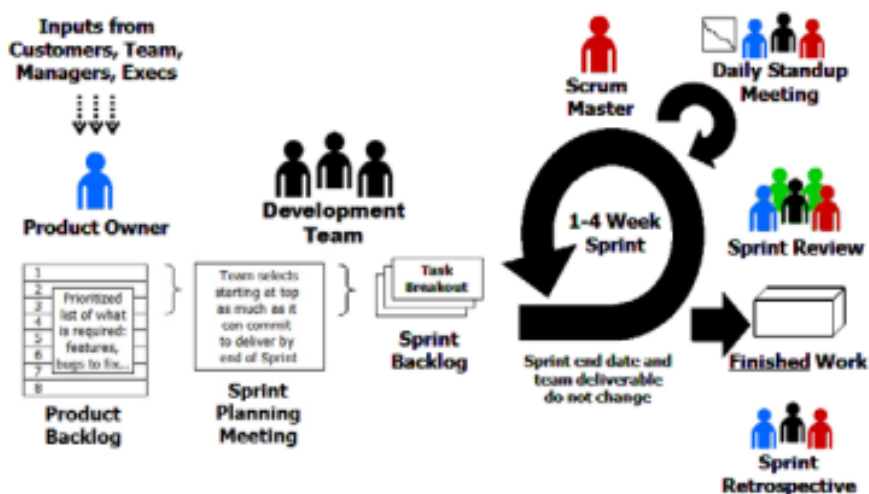 Inputs from
Customers, Team,
Managers, Execs
Product Owner
Development
Team
Scrum
Master
Daily Standup
Meeting
1-4 Week
Sprint
Sprint Review
1
2
3
4
5
6
7
8
Prioritized
list of what
is required:
features,
bugs to fix...
Product
Backlog
Team selects
starting at top
as much as it
can commit
to deliver by
end of Sprint
Sprint
Planning
Meeting
Task
Breakout
Sprint
Backlog
Sprint end date and
team deliverable
do not change
Finished Work
Sprint
Retrospective